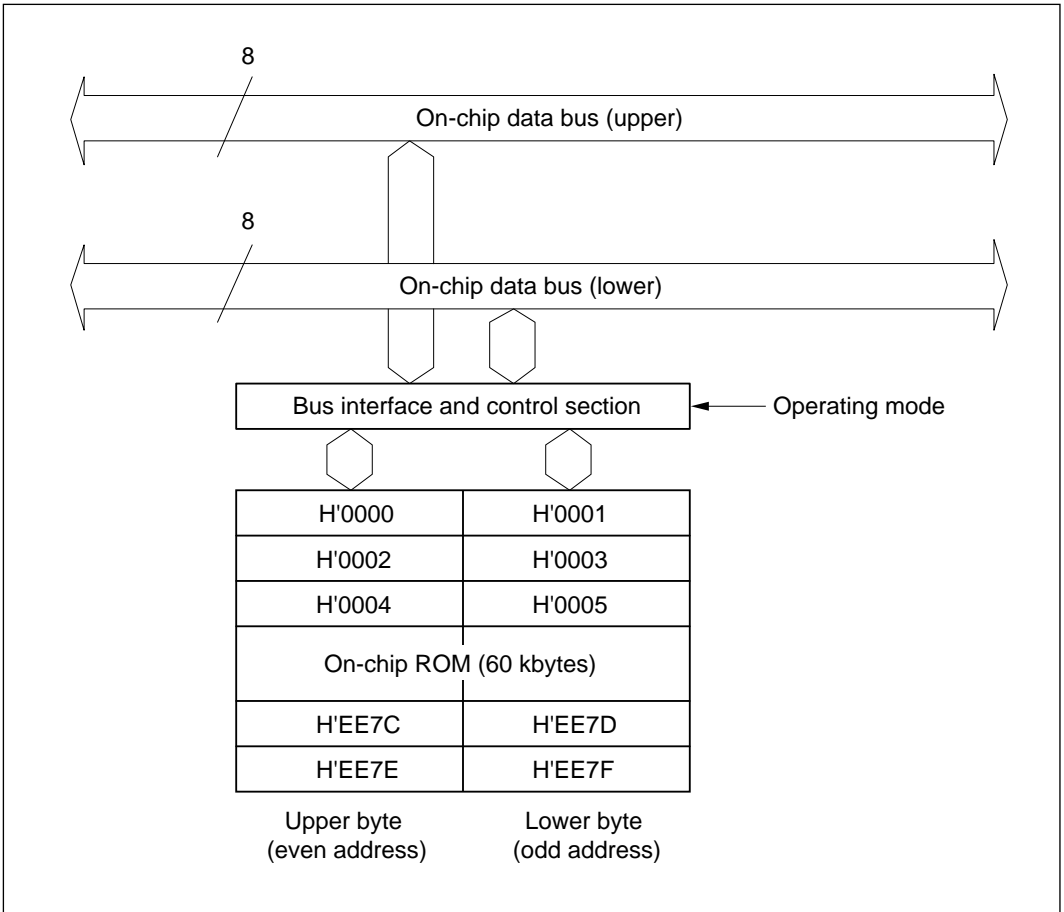 8
On-chip data bus (upper)
8
On-chip data bus (lower)
Bus interface and control section
Operating mode
H'0000
H'0001
H'0002
H'0003
H'0004
H'0005
On-chip ROM (60 kbytes)
H'EE7C
H'EE7D
H'EE7E
H'EE7F
Upper byte
(even address)
Lower byte
(odd address)